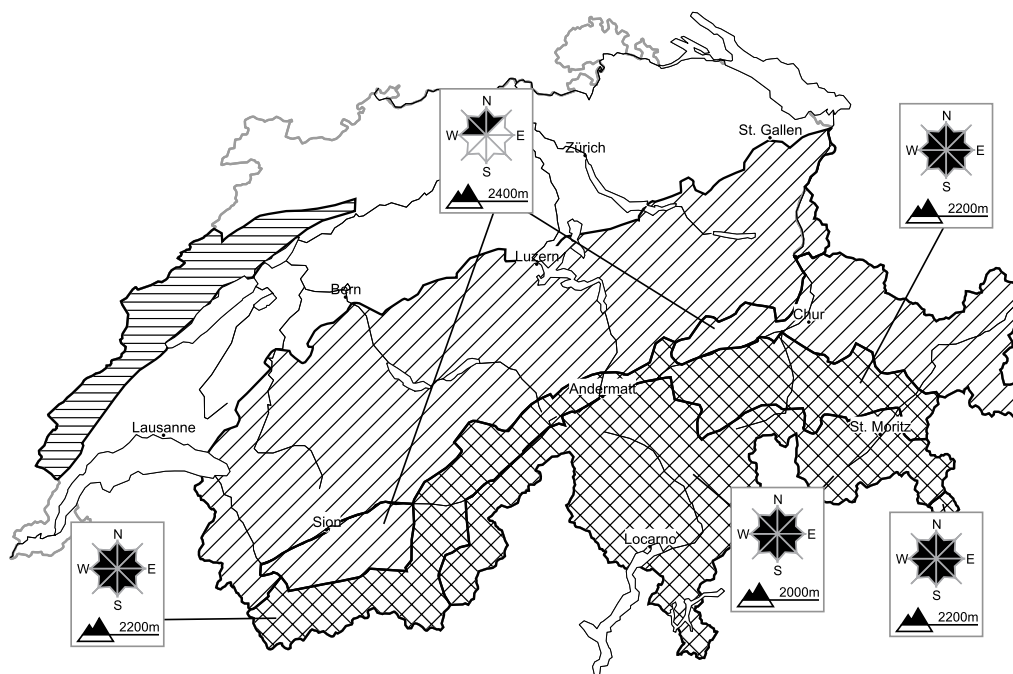 N
W E
S
2400m
N
W E
S
2200m
St. Gallen
Zürich
Luzern
Bern
Chur
Andermatt
Lausanne
St. Moritz
Sion
Locarno
N
W E
S
2200m
N
W E
S
2000m
N
W E
S
2200m